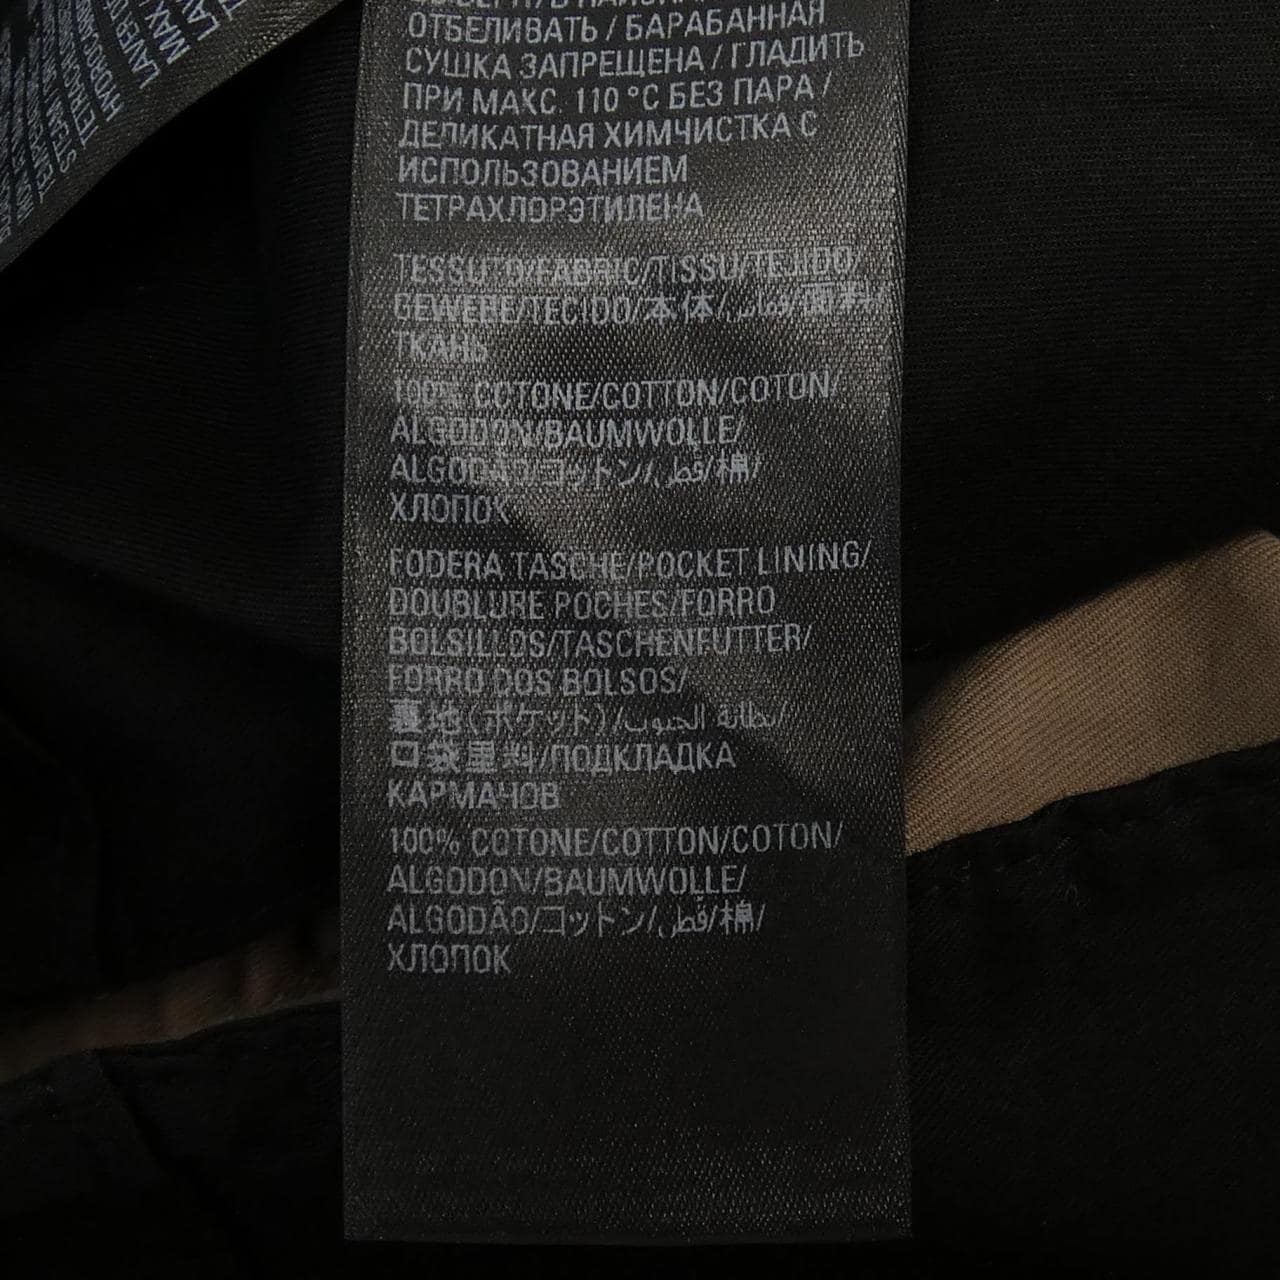 ОТБЕЛИВАТЬ / БАРАБАННАЯ
СУШКА ЗАПРЕЩЕНА / ГЛАДИТЬ
ПРИ МАКС. 110 °C БЕЗ ПАРА /
ДЕЛИКАТНАЯ ХИМЧИСТКА С
ИСПОЛЬЗОВАНИЕМ
ТЕТРАХЛОРЭТИЛЕНА
TESSUTO/FABRIC/TISSU/TEJIDO/
GEWEBE/TECIDO/本体/قماش/面料/
ТКАНЬ
100% COTONE/COTTON/COTON/
ALGODON/BAUMWOLLE/
ALGODÃO/コットン/قطن/棉/
ХЛОПОК
FODERA TASCHE/POCKET LINING/
DOUBLURE POCHES/FORRO
BOLSILLOS/TASCHENFUTTER/
FORRO DOS BOLSOS/
裏地(ポケット)/بطانة الجيوب/
口袋里料/ПОДКЛАДКА
КАРМАНОВ
100% COTONE/COTTON/COTON/
ALGODON/BAUMWOLLE/
ALGODÃO/コットン/قطن/棉/
ХЛОПОК